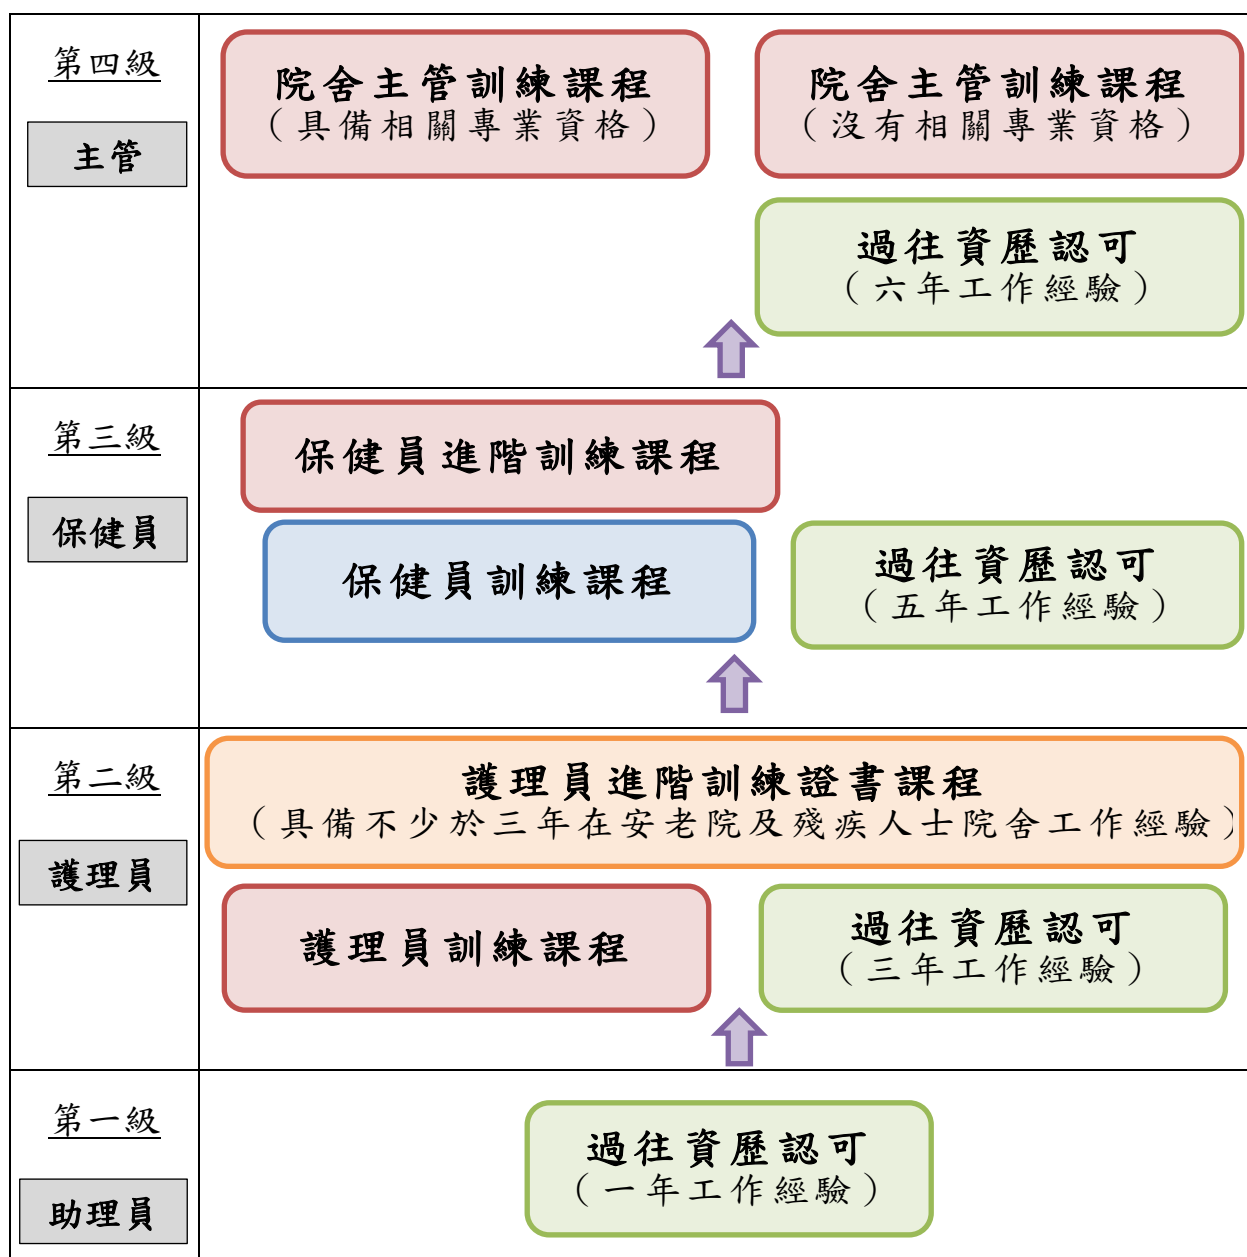 第四級
主管
院舍主管訓練課程
（具備相關專業資格）
院舍主管訓練課程
（沒有相關專業資格）
過往資歷認可
（六年工作經驗）
第三級
保健員
保健員進階訓練課程
保健員訓練課程
過往資歷認可
（五年工作經驗）
第二級
護理員
護理員進階訓練證書課程
（具備不少於三年在安老院及殘疾人士院舍工作經驗）
護理員訓練課程
過往資歷認可
（三年工作經驗）
第一級
助理員
過往資歷認可
（一年工作經驗）